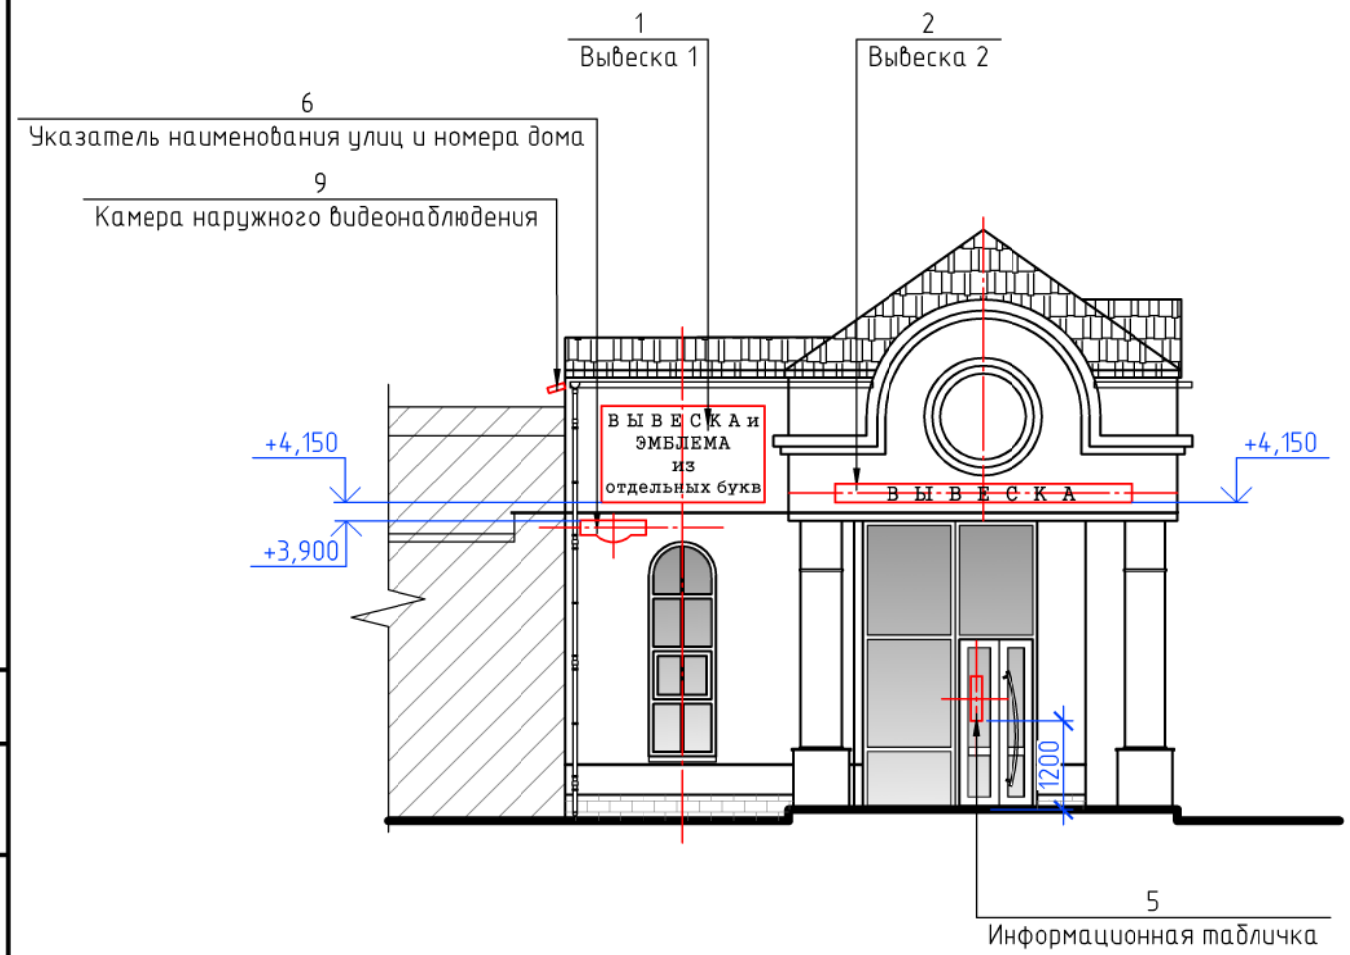 1
Вывеска 1
2
Вывеска 2
6
Указатель наименования улиц и номера дома
9
Камера наружного видеонаблюдения
ВЫВЕСКА и
ЭМБЛЕМА
из
отдельных букв
+4,150
+4,150
ВЫВЕСКА
+3,900
1200
5
Информационная табличка